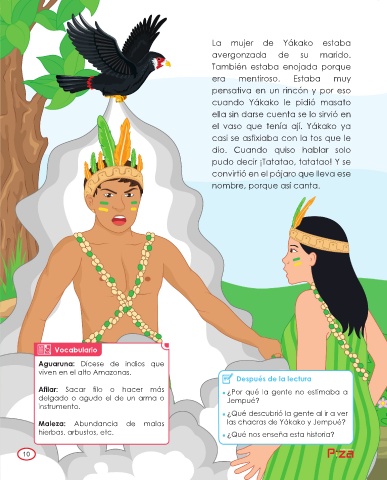 La mujer de Yákako estaba
avergonzada de su marido.
También estaba enojada porque
era mentiroso. Estaba muy
pensativa en un rincón y por eso
cuando Yákako le pidió masato
ella sin darse cuenta se lo sirvió en
el vaso que tenía ají. Yákako ya
casi se asfixiaba con la tos que le
dio. Cuando quiso hablar solo
pudo decir ¡Tatatao, tatatao! Y se
convirtió en el pájaro que lleva ese
nombre, porque así canta.
Vocabulario
Aguaruna: Dícese de indios que
viven en el alto Amazonas.
Afilar: Sacar filo o hacer más
delgado o agudo el de un arma o
instrumento.
Maleza: Abundancia de malas
hierbas, arbustos, etc.
Después de la lectura
¿Por qué la gente no estimaba a
Jempué?
¿Qué descubrió la gente al ir a ver
las chacras de Yákako y Jempué?
¿Qué nos enseña esta historia?
10